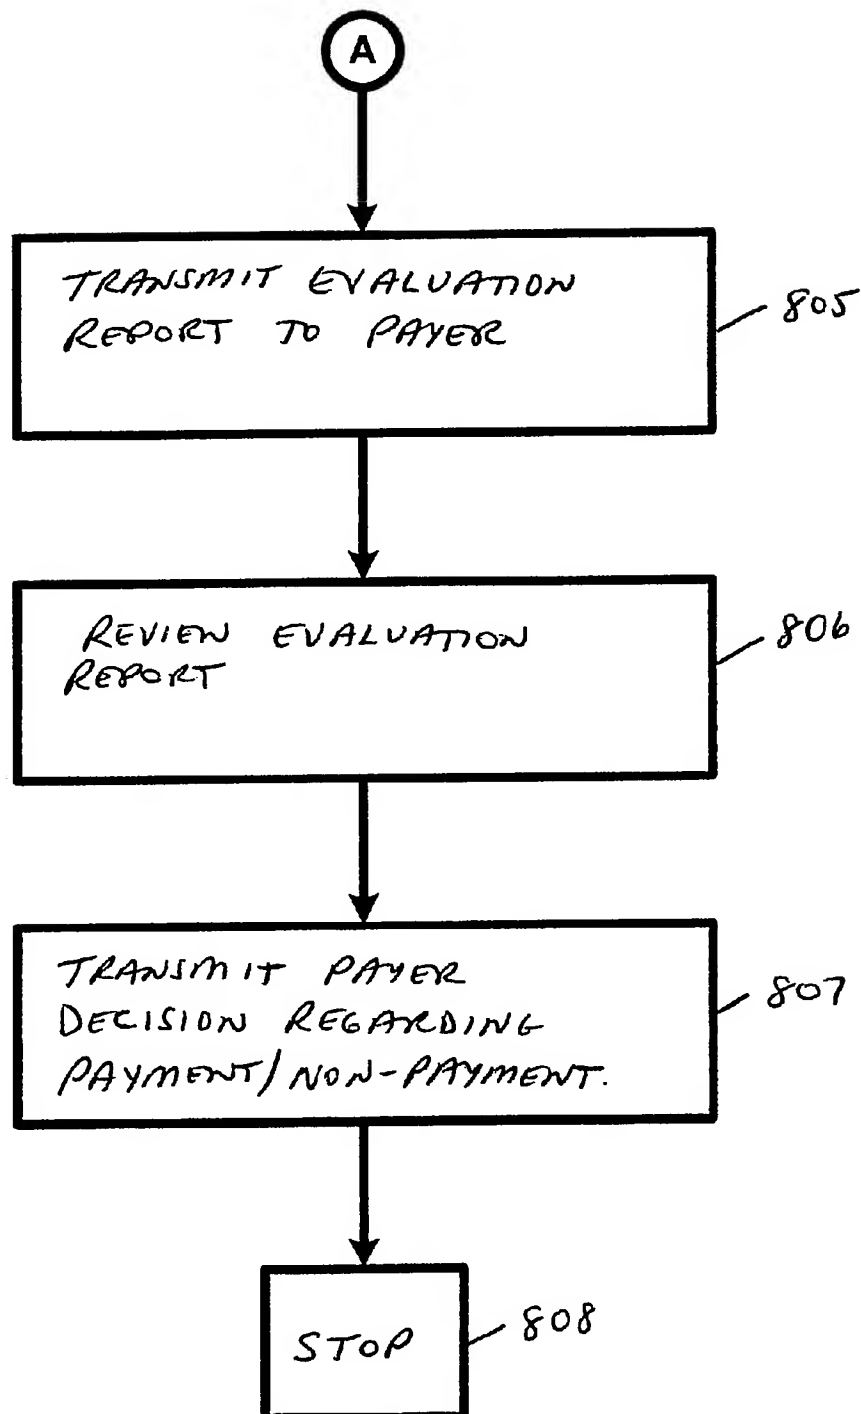 A
TRANSMIT EVALUATION
REPORT TO PAYER
805
REVIEW EVALUATION
REPORT
806
TRANSMIT PAYER
DECISION REGARDING
PAYMENT/NON-PAYMENT.
807
STOP
808